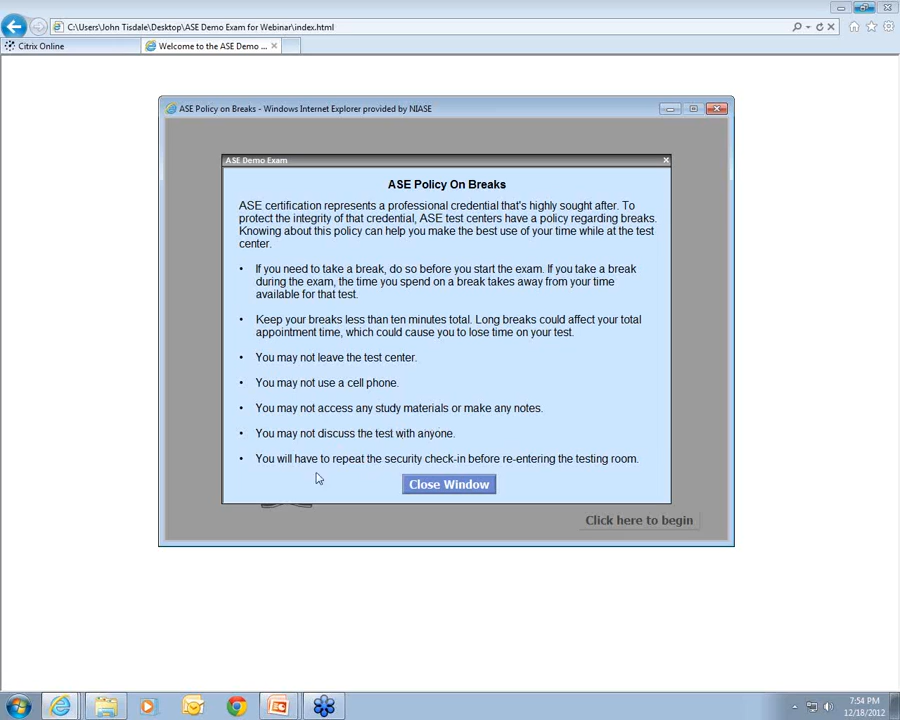 C:\Users\John Tisdale\Desktop\ASE Demo Exam for Webinar\index.html
Citrix Online
Welcome to the ASE Demo ...
ASE Policy on Breaks - Windows Internet Explorer provided by NIASE
ASE Demo Exam
ASE Policy On Breaks
ASE certification represents a professional credential that's highly sought after. To
protect the integrity of that credential, ASE test centers have a policy regarding breaks.
Knowing about this policy can help you make the best use of your time while at the test
center.
• If you need to take a break, do so before you start the exam. If you take a break
during the exam, the time you spend on a break takes away from your time
available for that test.
• Keep your breaks less than ten minutes total. Long breaks could affect your total
appointment time, which could cause you to lose time on your test.
• You may not leave the test center.
• You may not use a cell phone.
• You may not access any study materials or make any notes.
• You may not discuss the test with anyone.
• You will have to repeat the security check-in before re-entering the testing room.
Close Window
Click here to begin
7:54 PM
12/18/2012